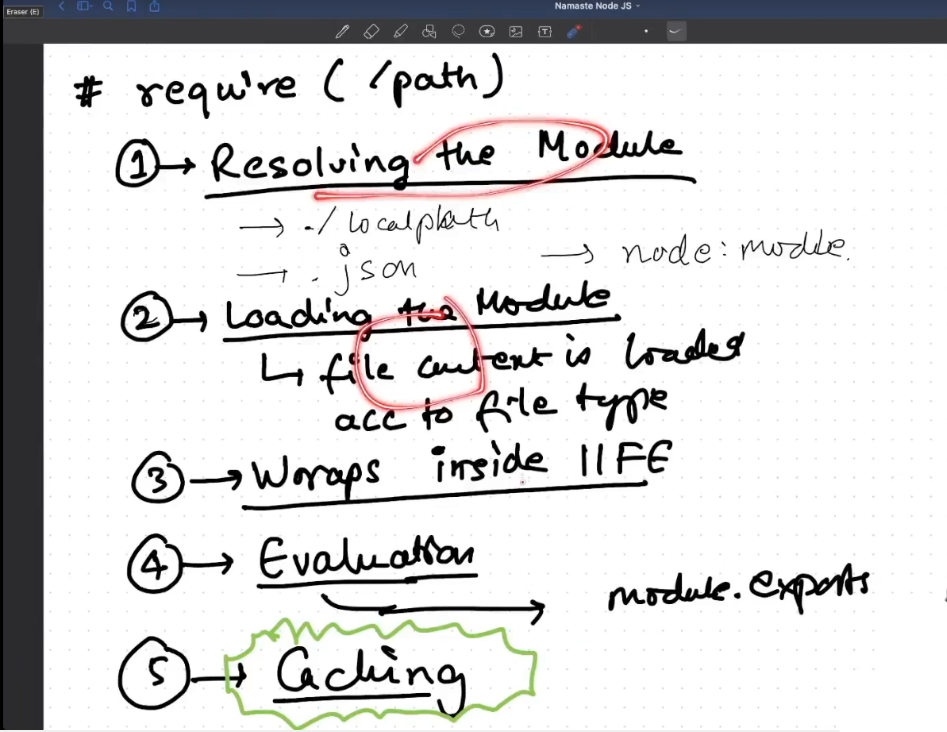 Eraser (E)
Namaste Node JS
# require ( /path)
1 → Resolving the Module
→ ./ localpath
→ .json → node: module.
2 → Loading the Module
↳ file content is loaded
acc to file type
3 → Wraps inside IIFE
4 → Evaluation
→ module.exports
5 → Caching